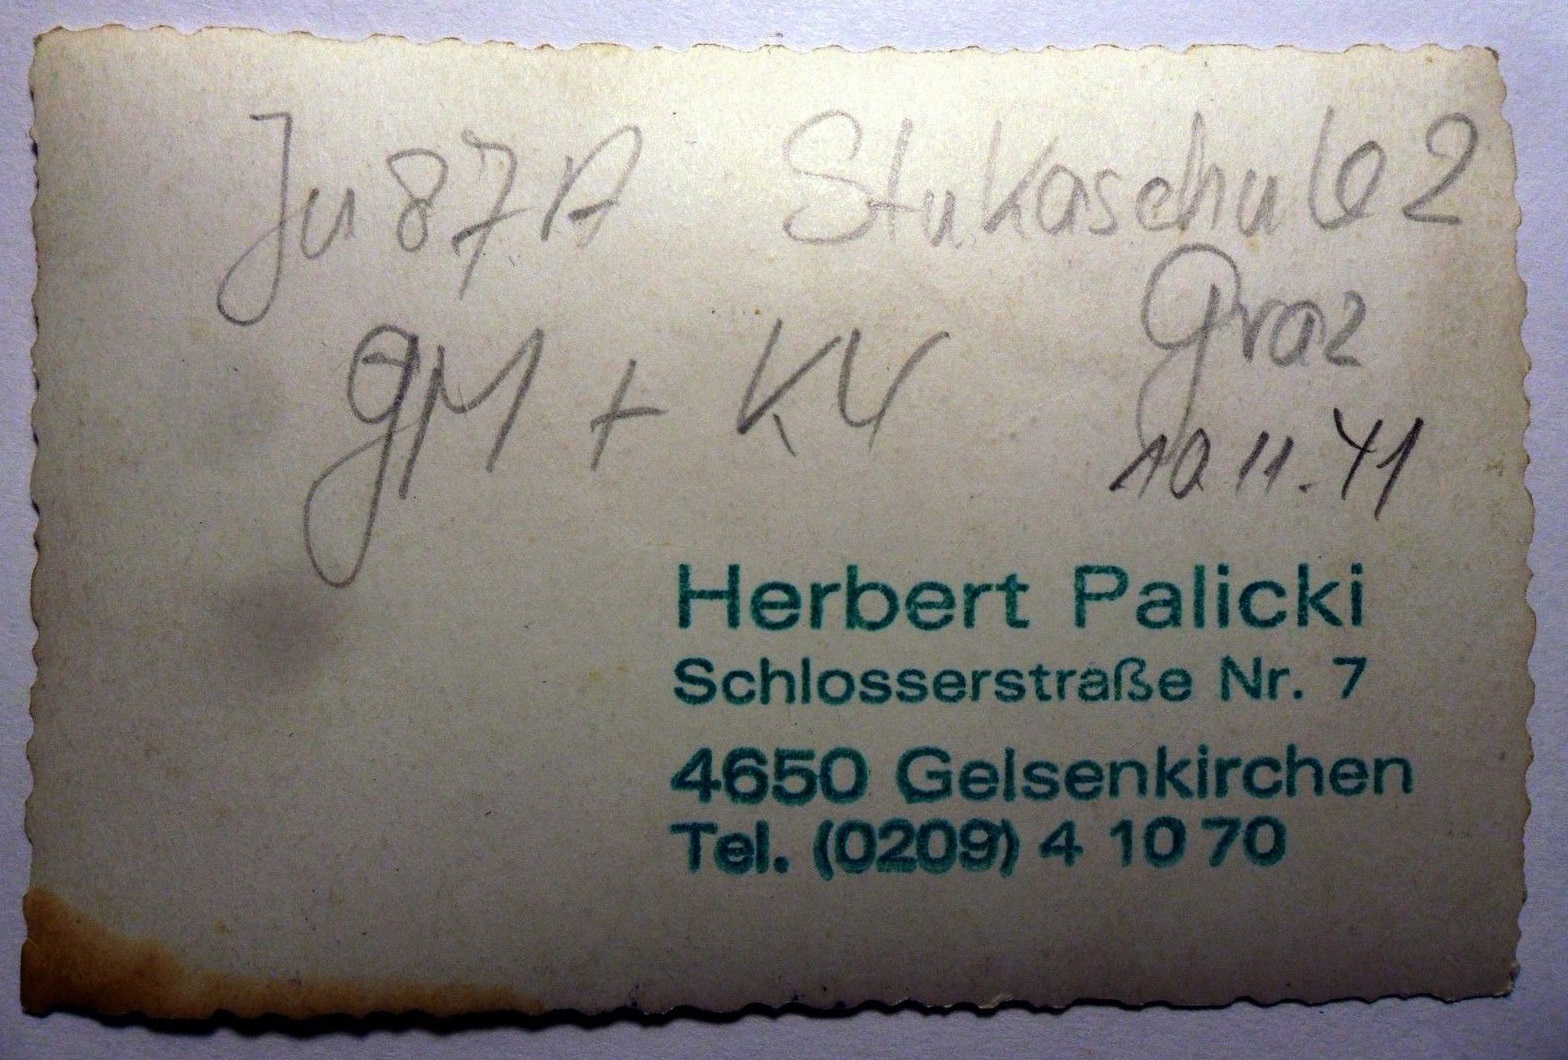 Ju 87 A Stukaschule 2
Graz
GM + KV
10 11. 41
Herbert Palicki
Schlosserstraße Nr. 7
4650 Gelsenkirchen
Tel. (0209) 4 10 70